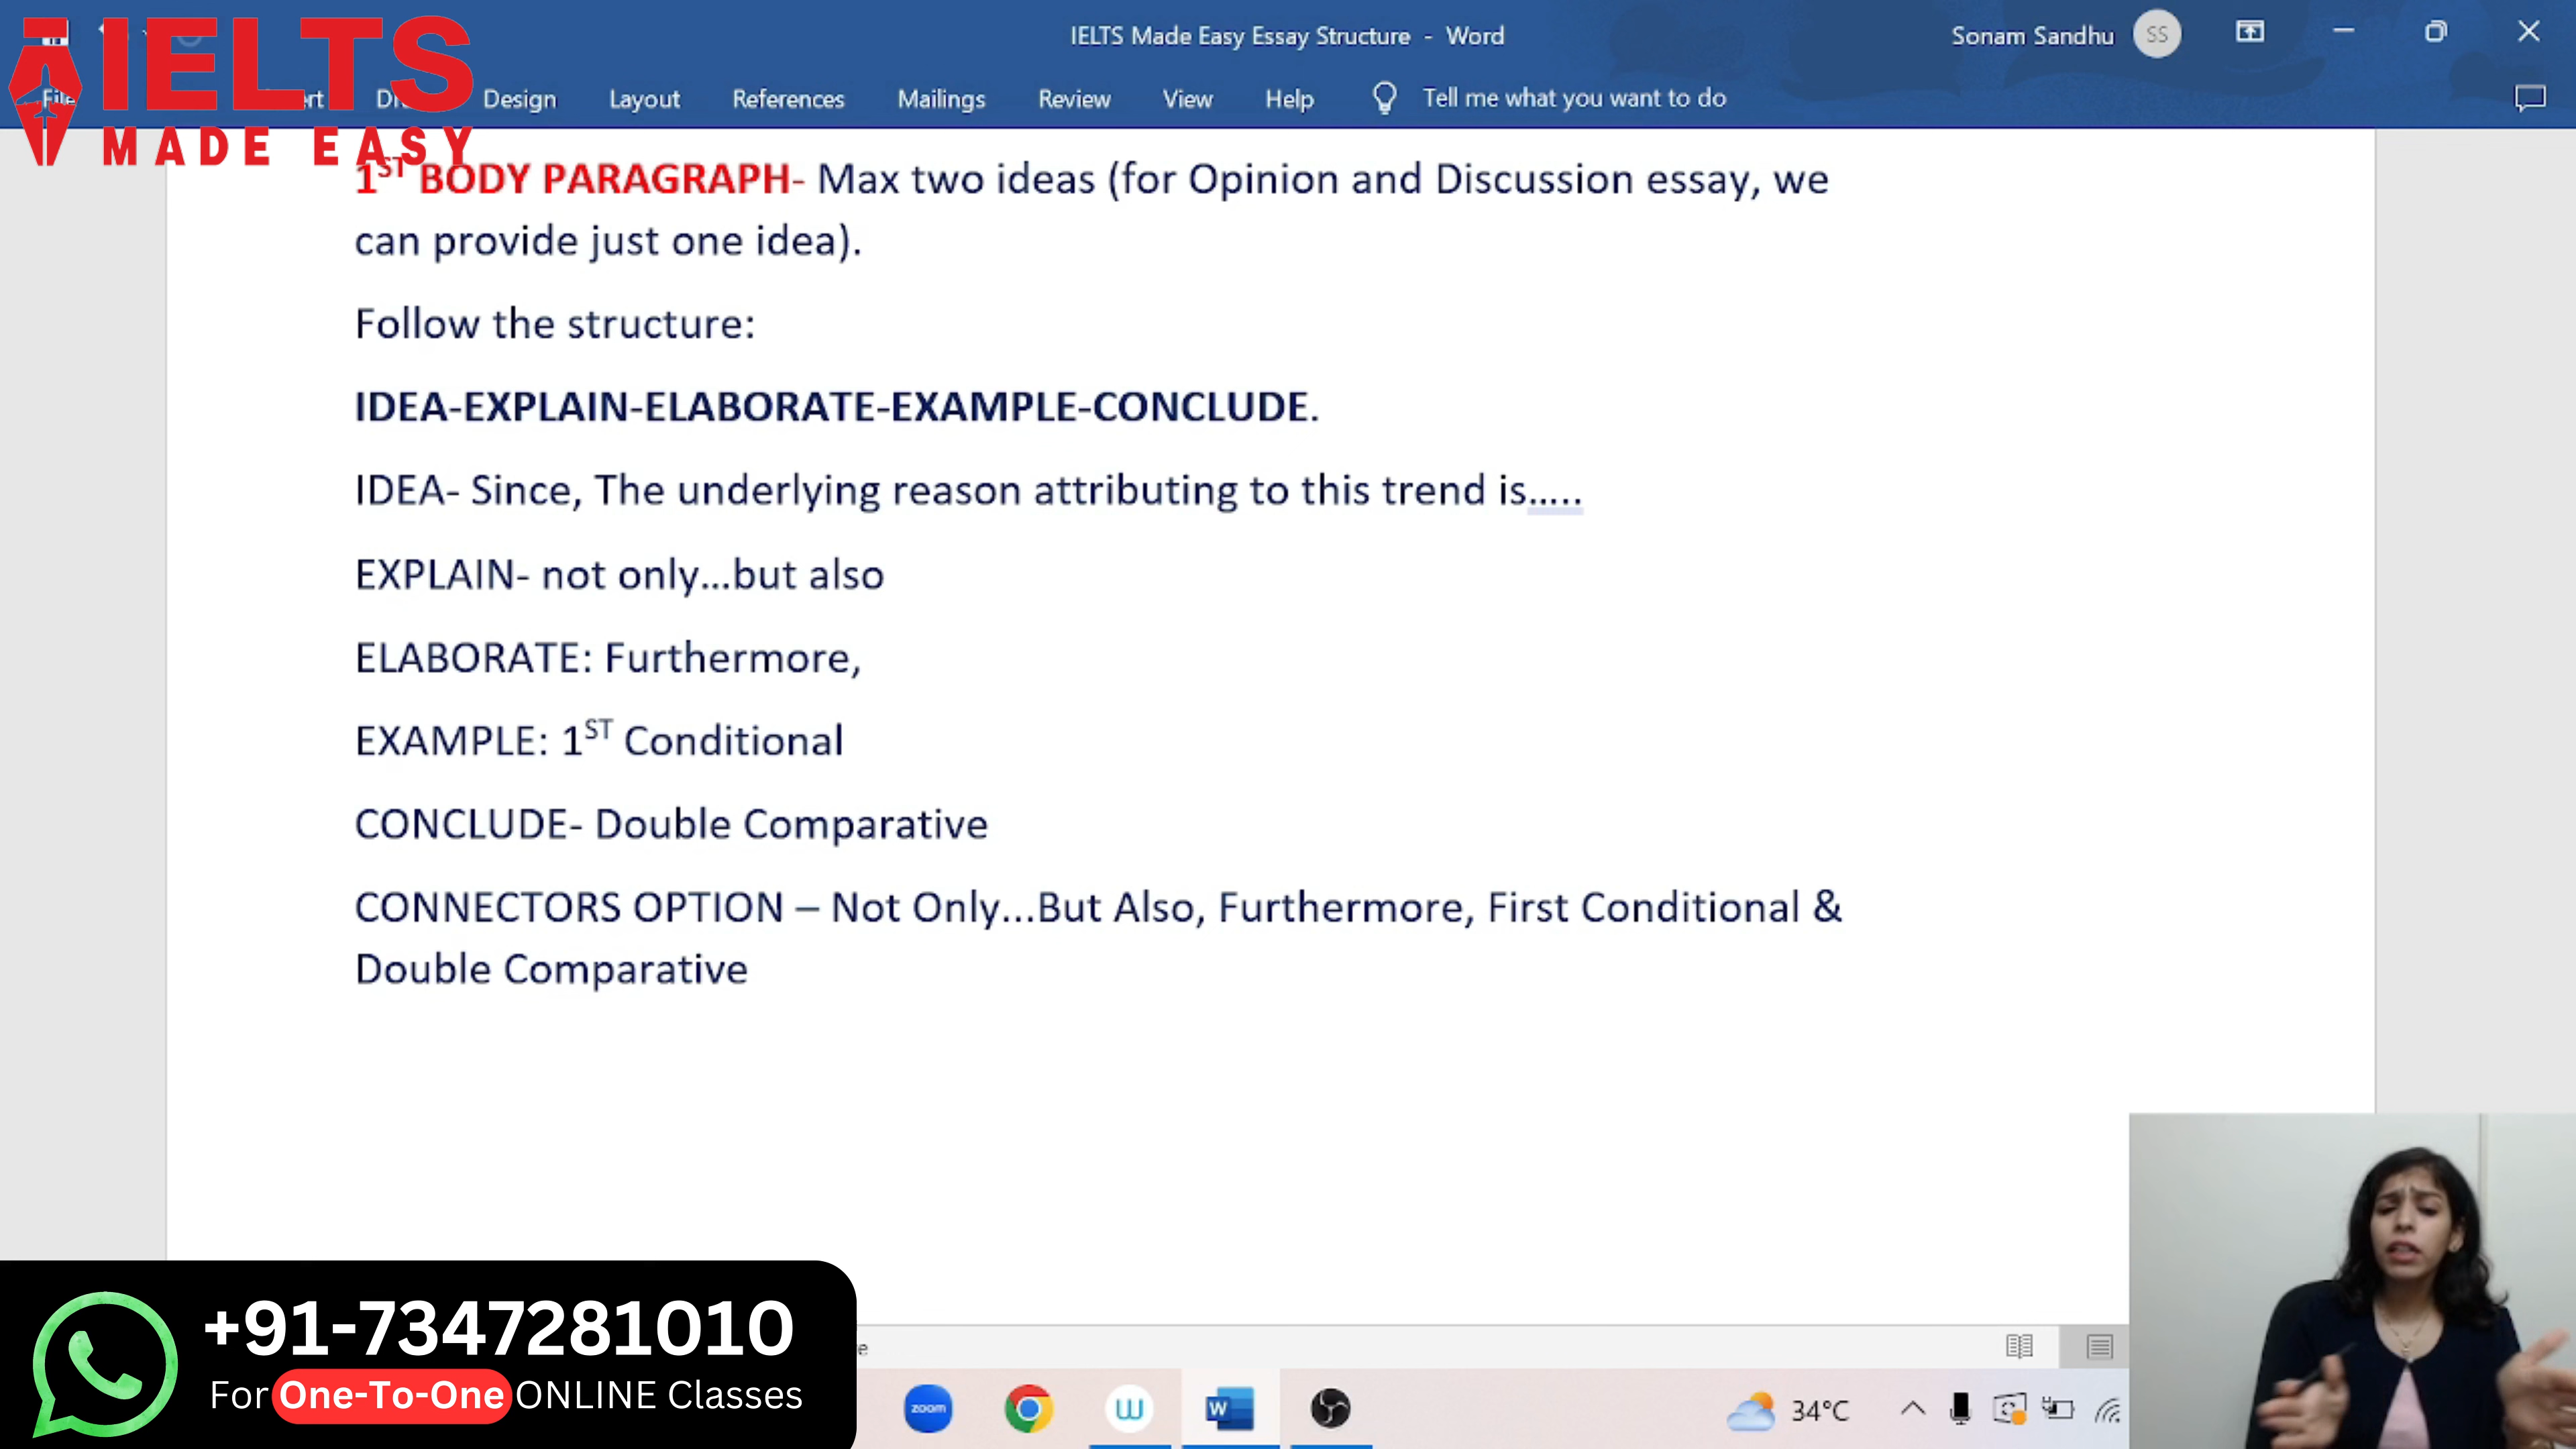 IELTS
MADE EASY
IELTS Made Easy Essay Structure - Word
Sonam Sandhu
SS
File
Design
Layout
References
Mailings
Review
View
Help
Tell me what you want to do
1ST BODY PARAGRAPH- Max two ideas (for Opinion and Discussion essay, we
can provide just one idea).
Follow the structure:
IDEA-EXPLAIN-ELABORATE-EXAMPLE-CONCLUDE.
IDEA- Since, The underlying reason attributing to this trend is.....
EXPLAIN- not only...but also
ELABORATE: Furthermore,
EXAMPLE: 1ST Conditional
CONCLUDE- Double Comparative
CONNECTORS OPTION – Not Only...But Also, Furthermore, First Conditional &
Double Comparative
+91-7347281010
For One-To-One ONLINE Classes
zoom
W
34°C